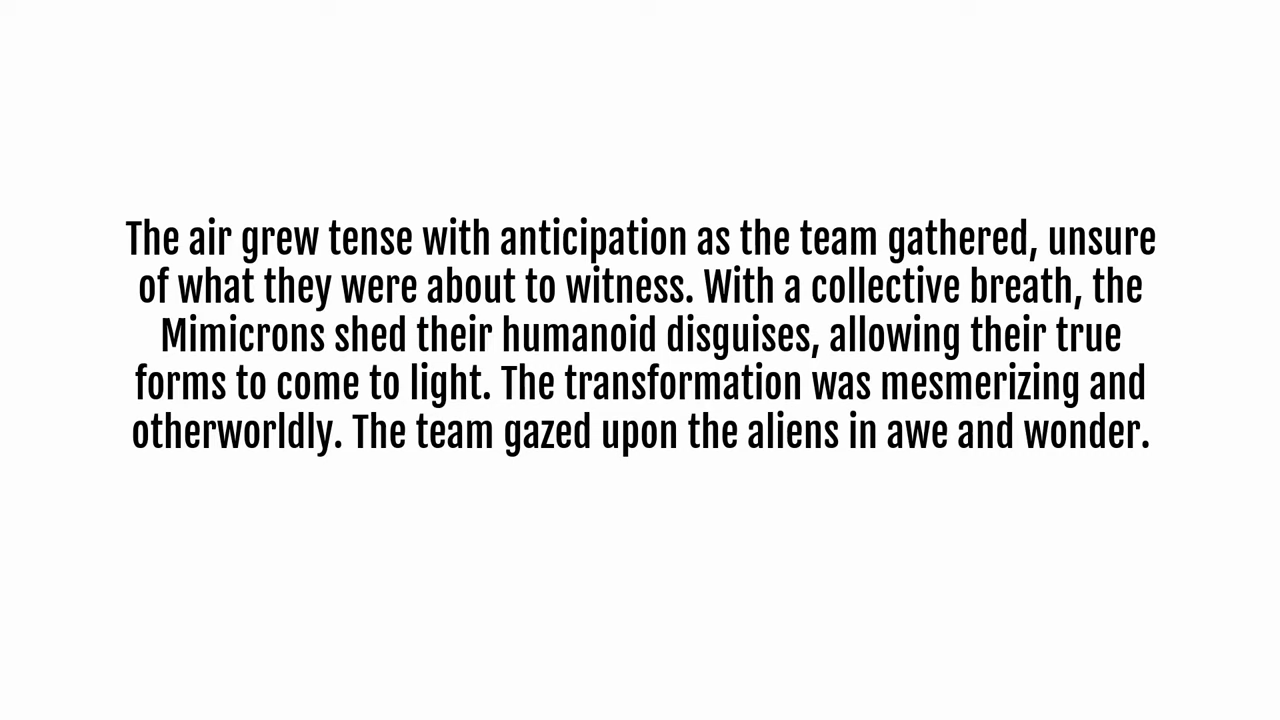 The air grew tense with anticipation as the team gathered, unsure
of what they were about to witness. With a collective breath, the
Mimicrons shed their humanoid disguises, allowing their true
forms to come to light. The transformation was mesmerizing and
otherworldly. The team gazed upon the aliens in awe and wonder.